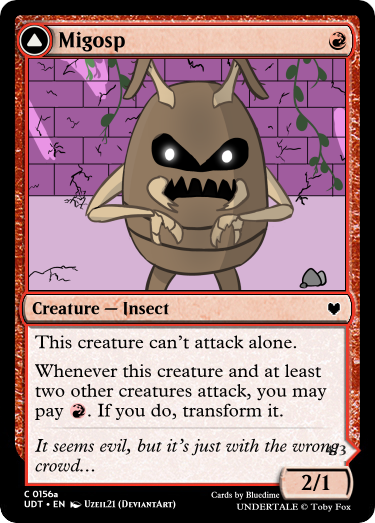 Migosp
Creature — Insect
This creature can't attack alone.
Whenever this creature and at least
two other creatures attack, you may
pay . If you do, transform it.
It seems evil, but it's just with the wrong
crowd...
4/3
2/1
C 0156a
UDT • EN Uzeil21 (DeviantArt)
Cards by Bluedime
UNDERTALE © Toby Fox